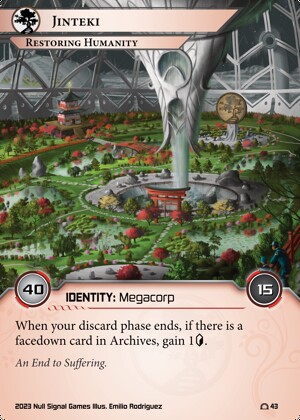 JINTEKI
RESTORING HUMANITY
40
IDENTITY: Megacorp
15
When your discard phase ends, if there is a
facedown card in Archives, gain 1.
An End to Suffering.
2023 Null Signal Games Illus. Emilio Rodriguez
43